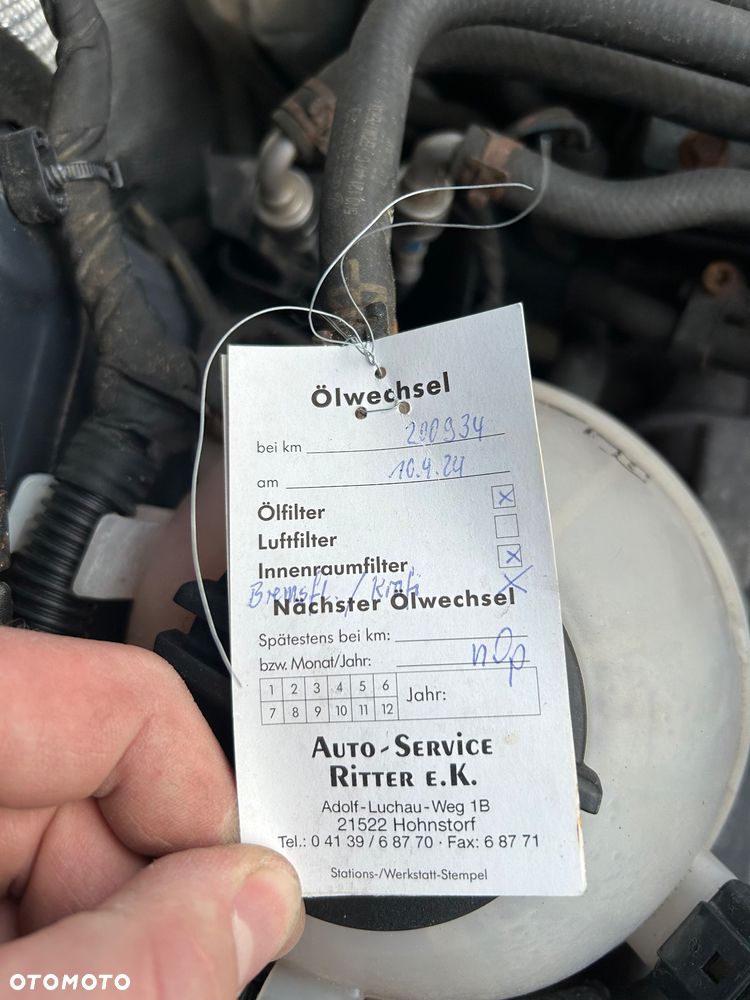 Ölwechsel
bei km 200934
am 10.4.24
Ölfilter x
Luftfilter
Innenraumfilter x
Bremsfl. / x
Nächster Ölwechsel
Spätestens bei km:
bzw. Monat/Jahr:
1 2 3 4 5 6 Jahr:
7 8 9 10 11 12
AUTO-SERVICE
RITTER E.K.
Adolf-Luchau-Weg 1B
21522 Hohnstorf
Tel.: 0 41 39 / 6 87 70 · Fax: 6 87 71
Stations-/Werkstatt-Stempel
OTOMOTO